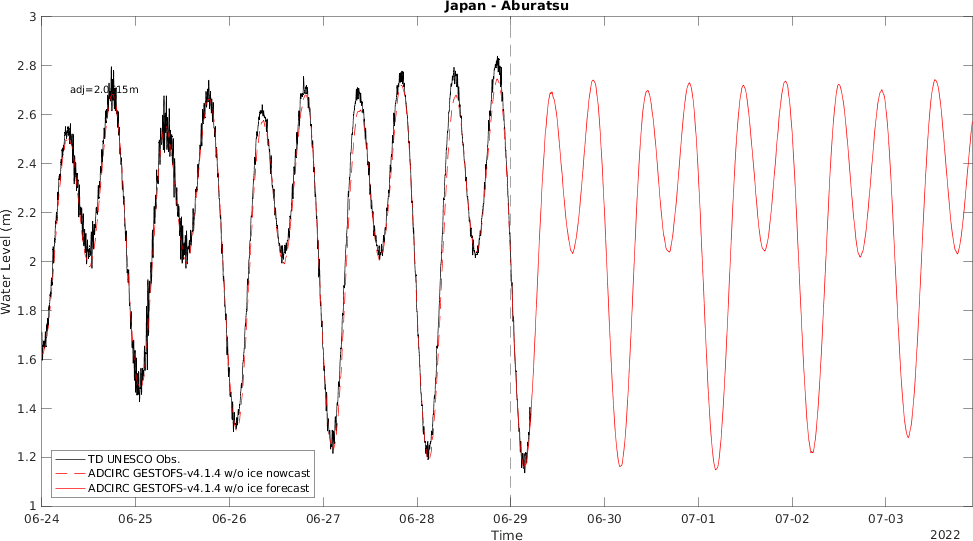 Japan - Aburatsu
3
2.8
2.6
2.4
2.2
2
1.8
1.6
1.4
1.2
1
Water Level (m)
TD UNESCO Obs.
ADCIRC GESTOFS-v4.1.4 w/o ice nowcast
ADCIRC GESTOFS-v4.1.4 w/o ice forecast
06-24 06-25 06-26 06-27 06-28 06-29 06-30 07-01 07-02 07-03
Time
2022